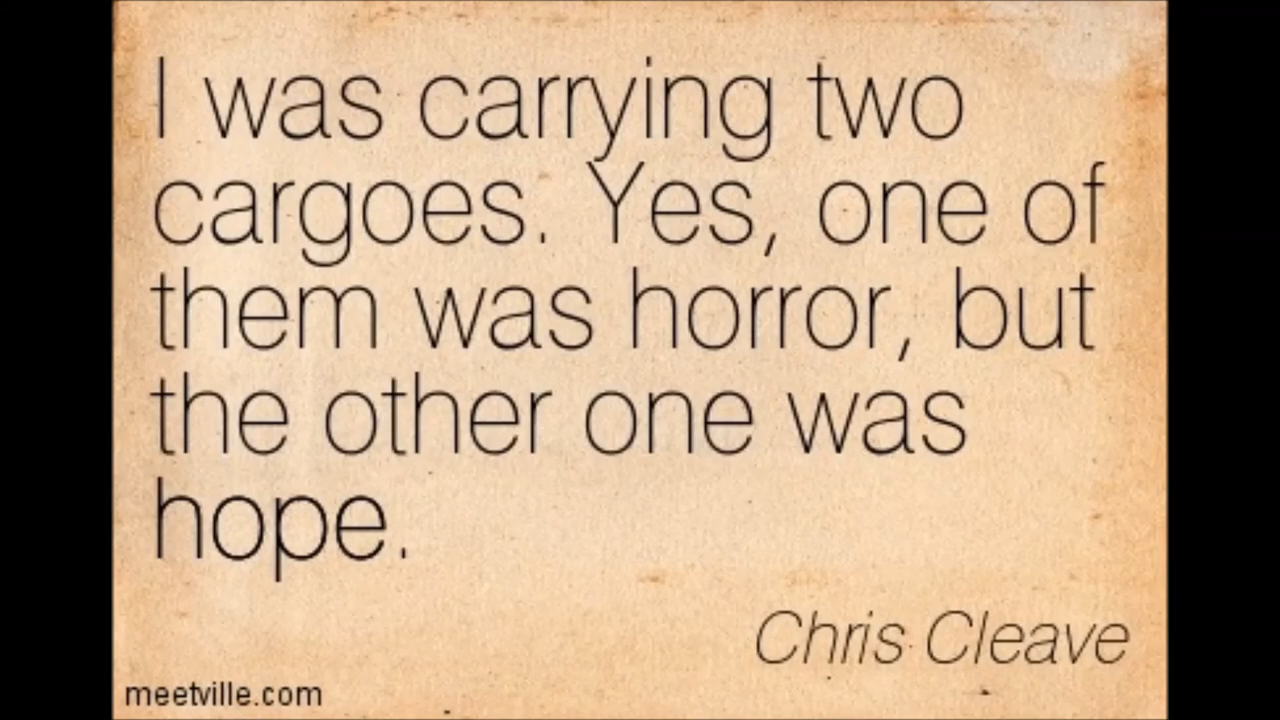 I was carrying two
cargoes. Yes, one of
them was horror, but
the other one was
hope.
Chris Cleave
meetville.com